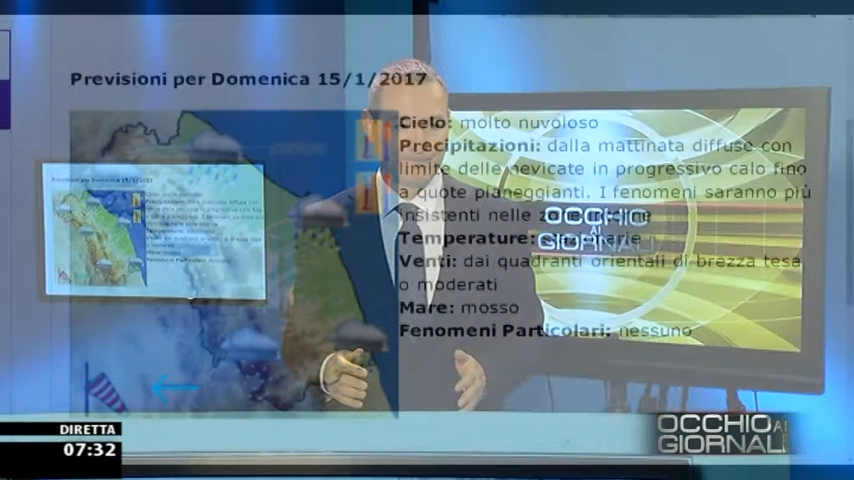 Previsioni per Domenica 15/1/2017
Cielo: molto nuvoloso
Precipitazioni: dalla mattinata diffuse con
limite delle nevicate in progressivo calo fino
a quote pianeggianti. I fenomeni saranno più
insistenti nelle
Temperature:
Venti: dai quadranti orientali di brezza tesa
o moderati
Mare: mosso
Fenomeni Particolari: nessuno
OCCHIO
AI
GIORNALI
DIRETTA
07:32
OCCHIO AI
GIORNALI